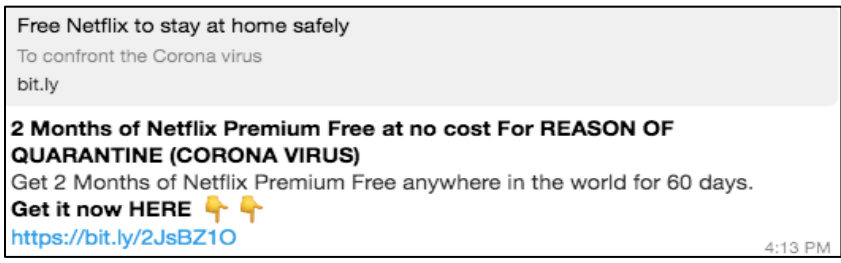 Free Netflix to stay at home safely
To confront the Corona virus
bit.ly
2 Months of Netflix Premium Free at no cost For REASON OF
QUARANTINE (CORONA VIRUS)
Get 2 Months of Netflix Premium Free anywhere in the world for 60 days.
Get it now HERE 👇 👇
https://bit.ly/2JsBZ1O
4:13 PM